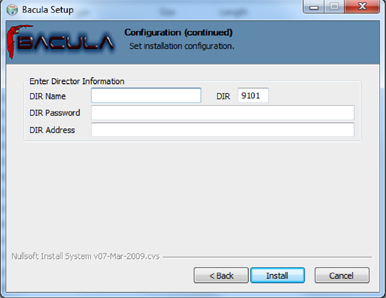 Bacula Setup
BACULA
Configuration (continued)
Set installation configuration.
Enter Director Information
DIR Name
DIR 9101
DIR Password
DIR Address
Nullsoft Install System v07-Mar-2009.cvs
< Back Install Cancel